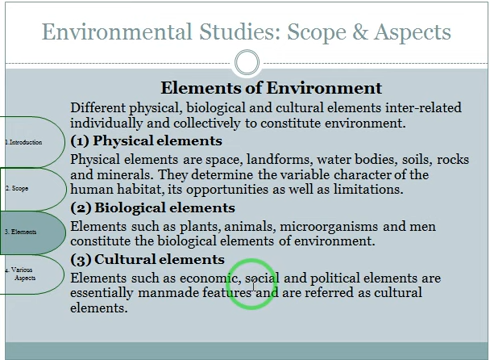 Environmental Studies: Scope & Aspects
Elements of Environment
Different physical, biological and cultural elements inter-related
individually and collectively to constitute environment.
(1) Physical elements
Physical elements are space, landforms, water bodies, soils, rocks
and minerals. They determine the variable character of the
human habitat, its opportunities as well as limitations.
(2) Biological elements
Elements such as plants, animals, microorganisms and men
constitute the biological elements of environment.
(3) Cultural elements
Elements such as economic, social and political elements are
essentially manmade features and are referred as cultural
elements.
1.Introduction
2. Scope
3. Elements
4. Various
Aspects